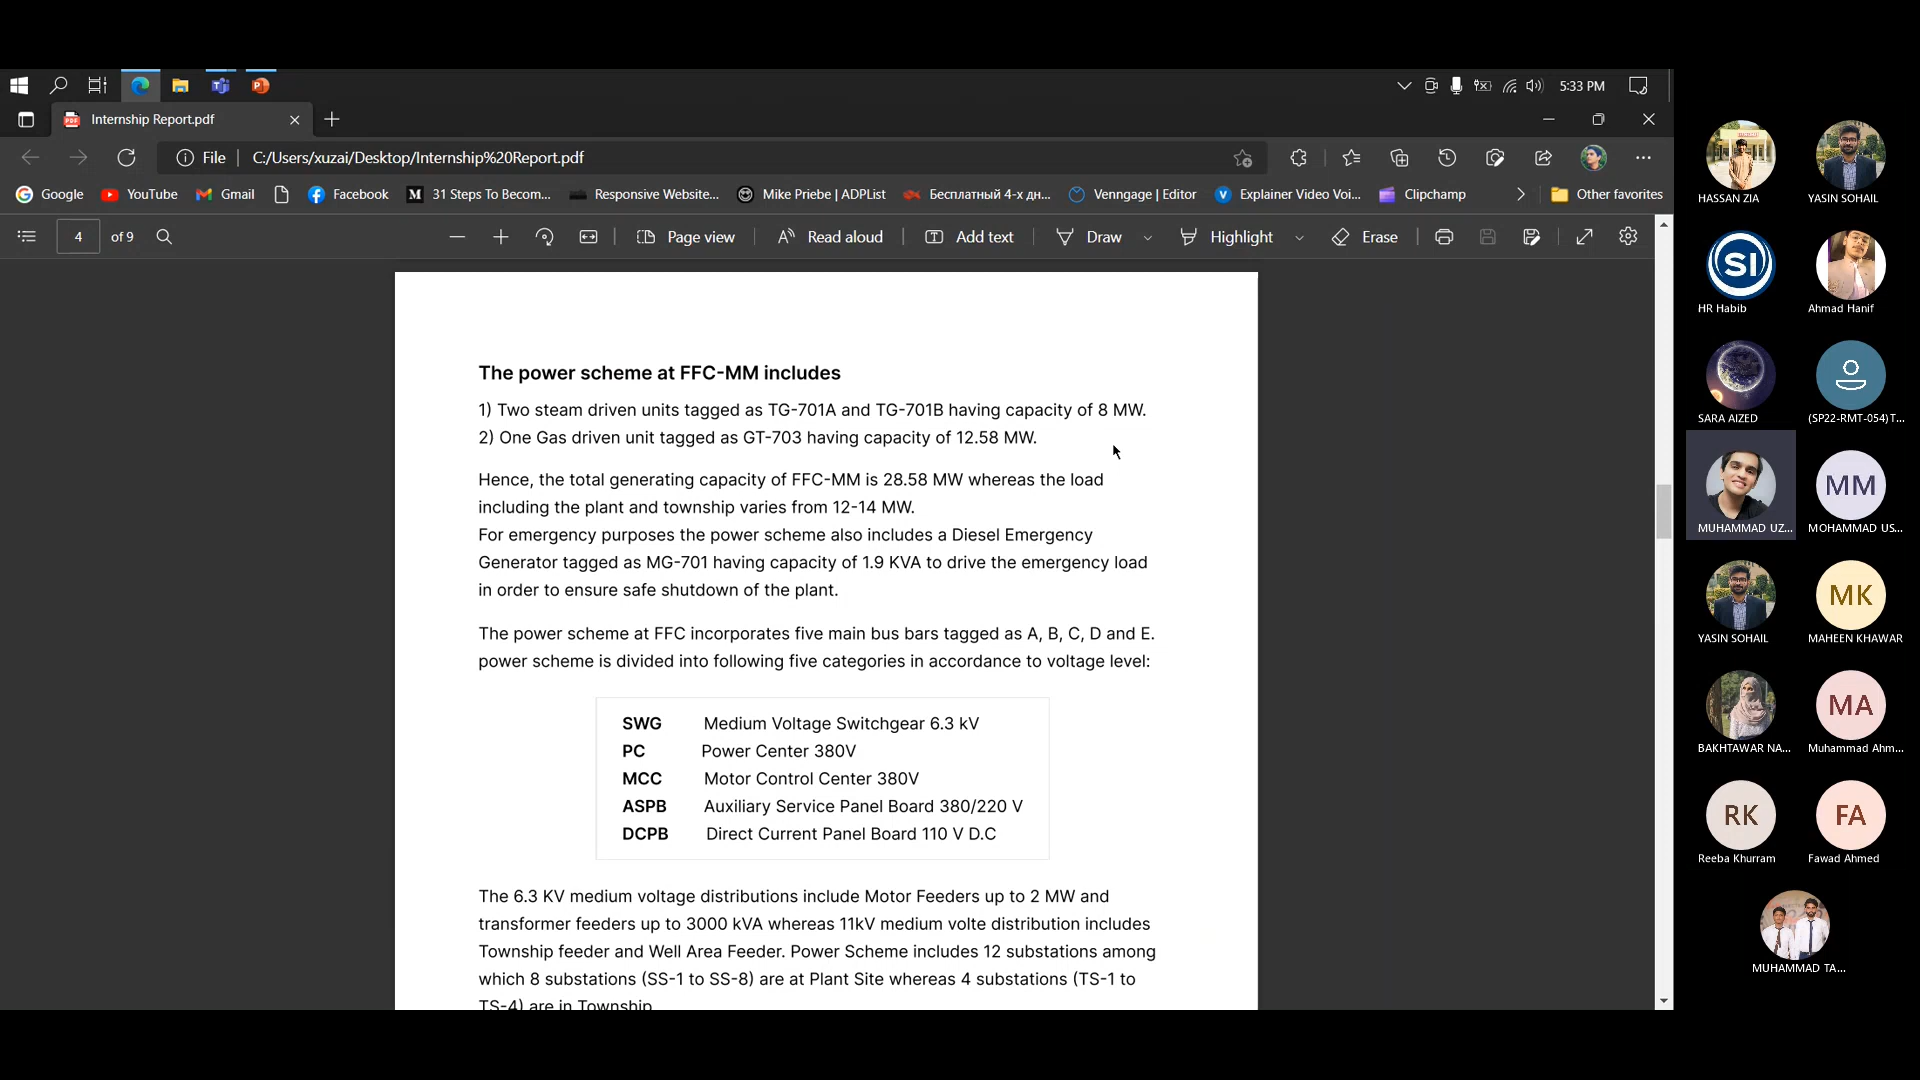 5:33 PM
Internship Report.pdf
File
C:/Users/xuzai/Desktop/Internship%20Report.pdf
Google
YouTube
Gmail
Facebook
31 Steps To Becom...
Responsive Website...
Mike Priebe | ADPList
Бесплатный 4-х дн...
Venngage | Editor
Explainer Video Voi...
Clipchamp
Other favorites
4 of 9
Page view
Read aloud
Add text
Draw
Highlight
Erase
The power scheme at FFC-MM includes
1) Two steam driven units tagged as TG-701A and TG-701B having capacity of 8 MW.
2) One Gas driven unit tagged as GT-703 having capacity of 12.58 MW.
Hence, the total generating capacity of FFC-MM is 28.58 MW whereas the load
including the plant and township varies from 12-14 MW.
For emergency purposes the power scheme also includes a Diesel Emergency
Generator tagged as MG-701 having capacity of 1.9 KVA to drive the emergency load
in order to ensure safe shutdown of the plant.
The power scheme at FFC incorporates five main bus bars tagged as A, B, C, D and E.
power scheme is divided into following five categories in accordance to voltage level:
SWG Medium Voltage Switchgear 6.3 kV
PC Power Center 380V
MCC Motor Control Center 380V
ASPB Auxiliary Service Panel Board 380/220 V
DCPB Direct Current Panel Board 110 V D.C
The 6.3 KV medium voltage distributions include Motor Feeders up to 2 MW and
transformer feeders up to 3000 kVA whereas 11kV medium volte distribution includes
Township feeder and Well Area Feeder. Power Scheme includes 12 substations among
which 8 substations (SS-1 to SS-8) are at Plant Site whereas 4 substations (TS-1 to
TS-4) are in Township
HASSAN ZIA
YASIN SOHAIL
SI
HR Habib
Ahmad Hanif
SARA AIZED
(SP22-RMT-054) T...
MUHAMMAD UZ...
MM
MOHAMMAD US...
YASIN SOHAIL
MK
MAHEEN KHAWAR
BAKHTAWAR NA...
MA
Muhammad Ahm...
RK
Reeba Khurram
FA
Fawad Ahmed
MUHAMMAD TA...